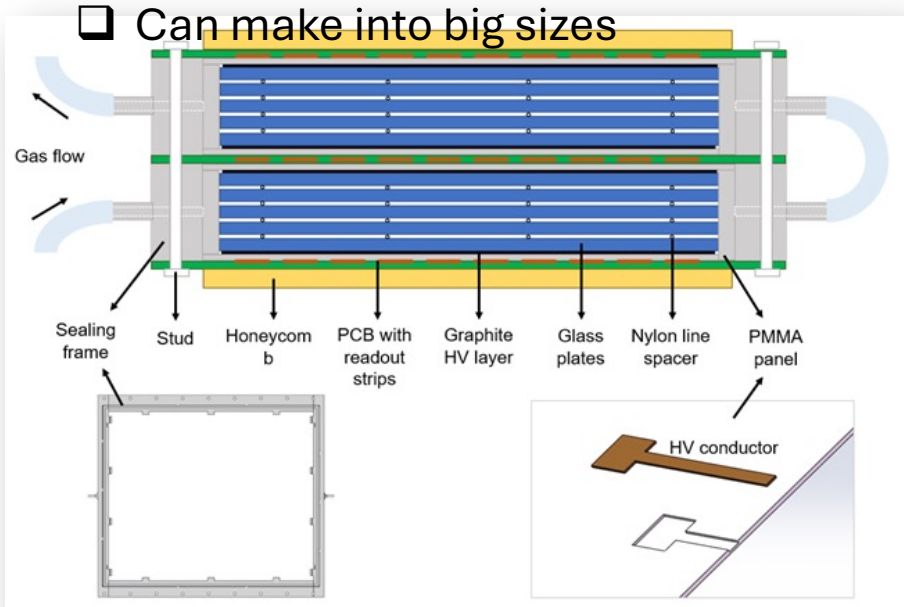 Can make into big sizes
Gas flow
Sealing
frame
Stud
Honeycom
b
PCB with
readout
strips
Graphite
HV layer
Glass
plates
Nylon line
spacer
PMMA
panel
HV conductor